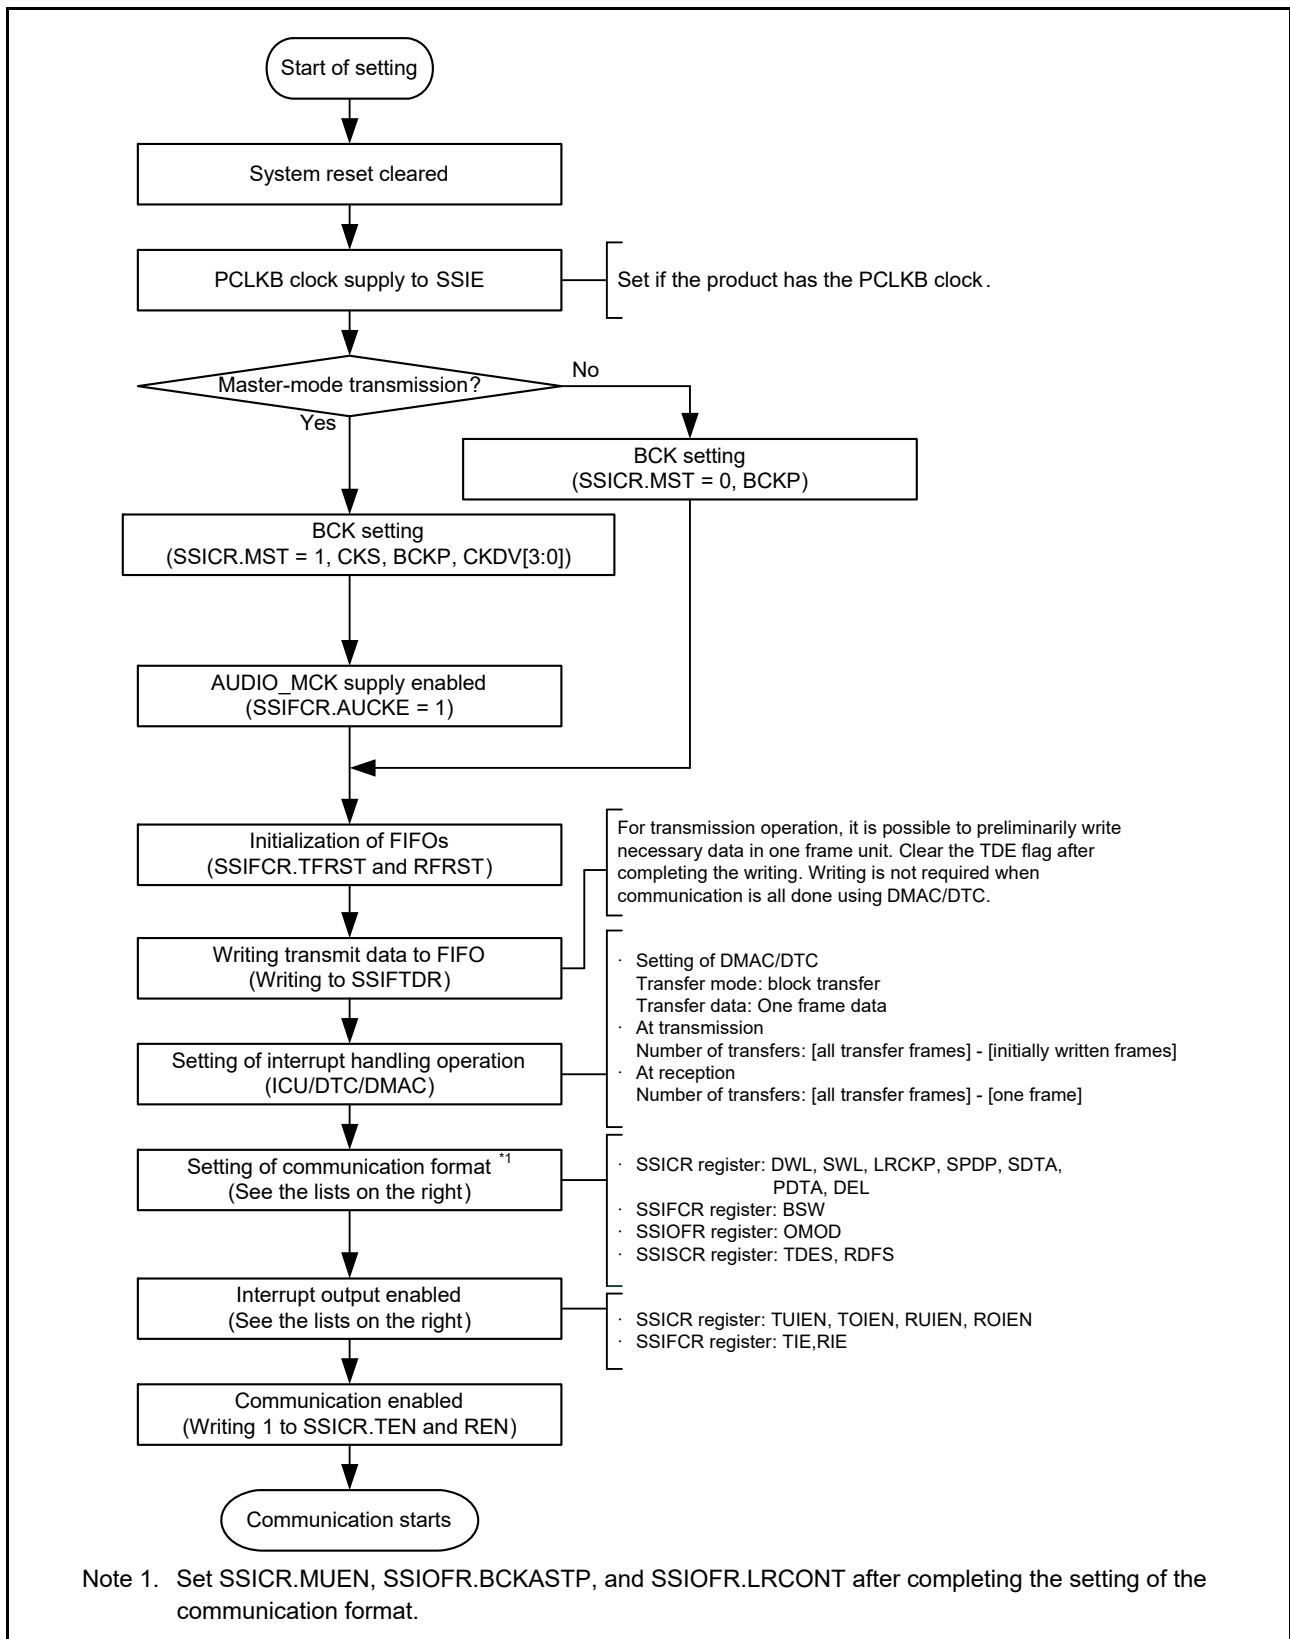 Start of setting
System reset cleared
PCLKB clock supply to SSIE
Set if the product has the PCLKB clock.
Master-mode transmission?
No
Yes
BCK setting
(SSICR.MST = 0, BCKP)
BCK setting
(SSICR.MST = 1, CKS, BCKP, CKDV[3:0])
AUDIO_MCK supply enabled
(SSIFCR.AUCKE = 1)
Initialization of FIFOs
(SSIFCR.TFRST and RFRST)
For transmission operation, it is possible to preliminarily write
necessary data in one frame unit. Clear the TDE flag after
completing the writing. Writing is not required when
communication is all done using DMAC/DTC.
Writing transmit data to FIFO
(Writing to SSIFTDR)
· Setting of DMAC/DTC
Transfer mode: block transfer
Transfer data: One frame data
· At transmission
Number of transfers: [all transfer frames] - [initially written frames]
· At reception
Number of transfers: [all transfer frames] - [one frame]
Setting of interrupt handling operation
(ICU/DTC/DMAC)
Setting of communication format *1
(See the lists on the right)
· SSICR register: DWL, SWL, LRCKP, SPDP, SDTA,
PDTA, DEL
· SSIFCR register: BSW
· SSIOFR register: OMOD
· SSISCR register: TDES, RDFS
Interrupt output enabled
(See the lists on the right)
· SSICR register: TUIEN, TOIEN, RUIEN, ROIEN
· SSIFCR register: TIE,RIE
Communication enabled
(Writing 1 to SSICR.TEN and REN)
Communication starts
Note 1. Set SSICR.MUEN, SSIOFR.BCKASTP, and SSIOFR.LRCONT after completing the setting of the
communication format.